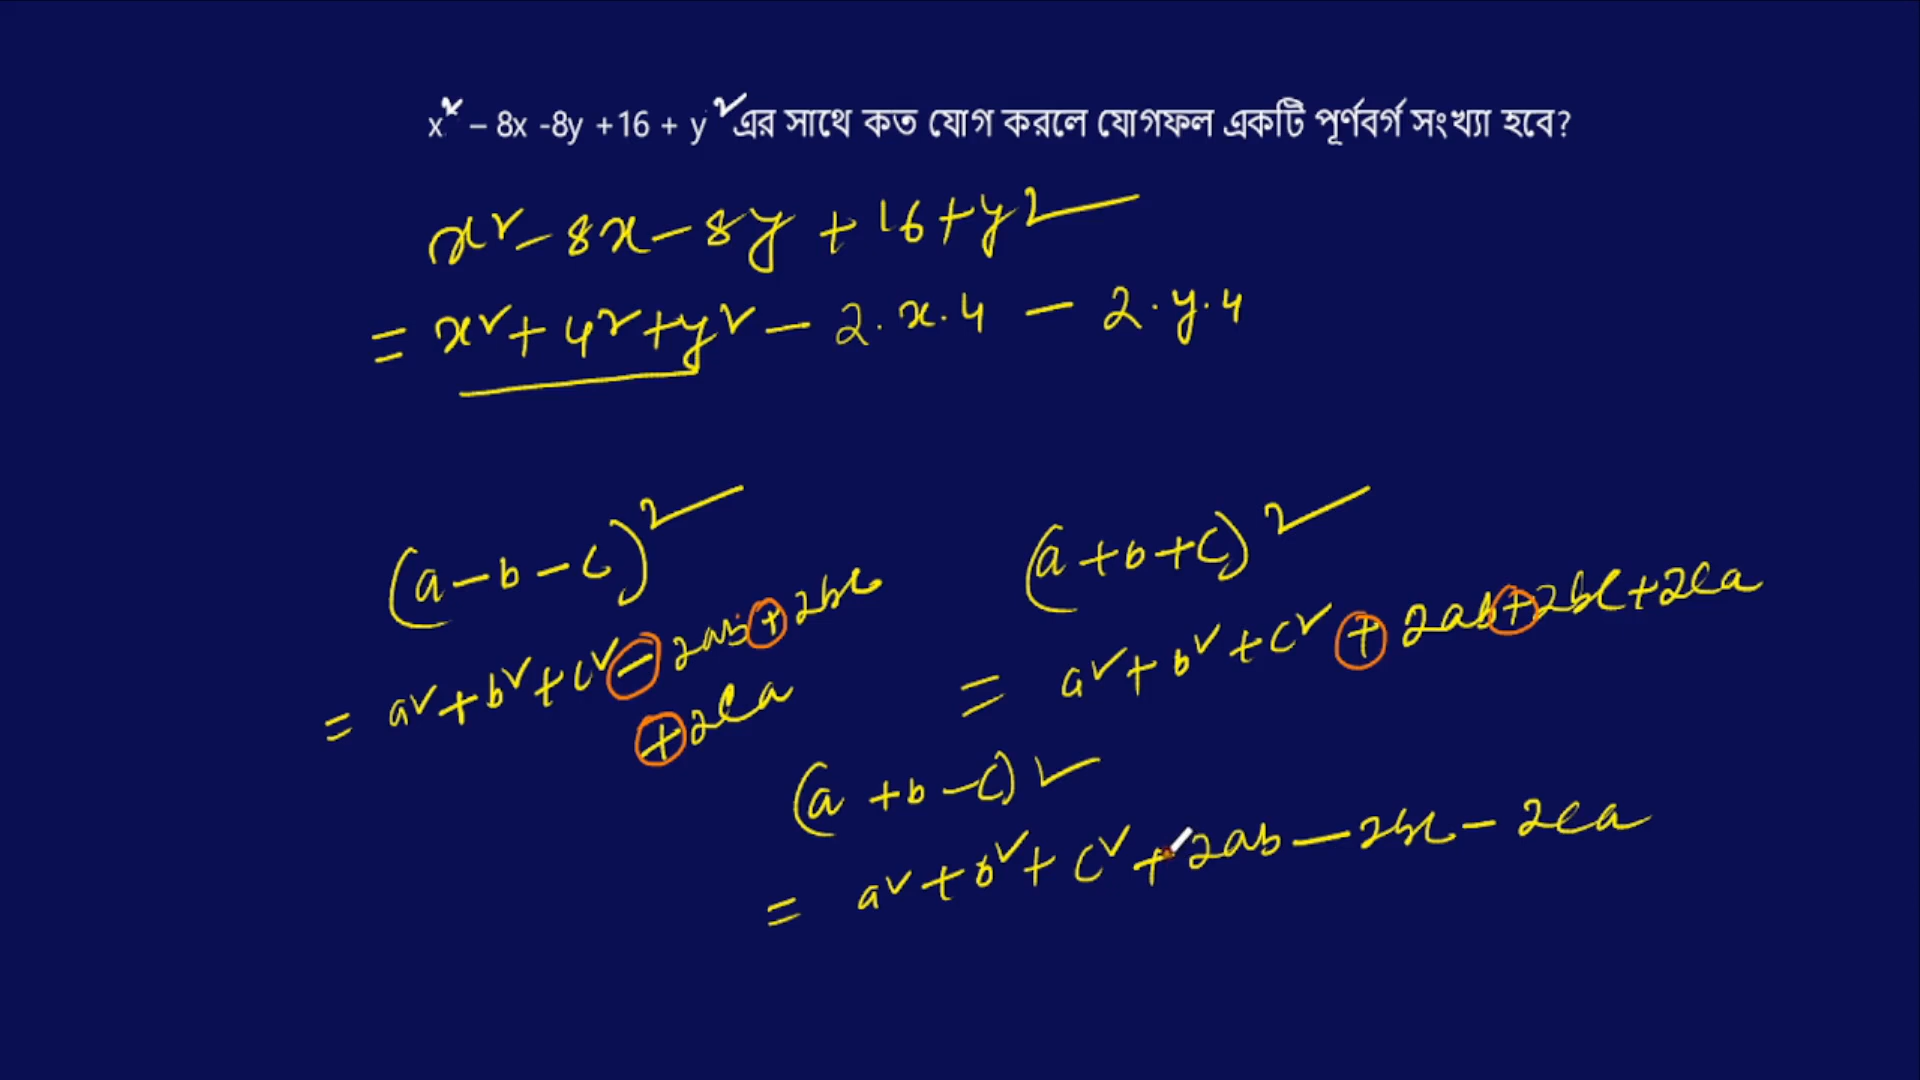 x² – 8x -8y +16 + y² এর সাথে কত যোগ করলে যোগফল একটি পূর্ণবর্গ সংখ্যা হবে?
x² - 8x - 8y + 16 + y²
= x² + 4² + y² - 2.x.4 - 2.y.4
(a - b - c)²
= a² + b² + c² - 2ab + 2bc
+ 2ca
(a + b + c)²
= a² + b² + c² + 2ab + 2bc + 2ca
(a + b - c)²
= a² + b² + c² + 2ab - 2bc - 2ca